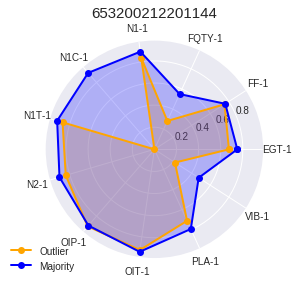 653200212201144
N1-1
FQTY-1
N1C-1
FF-1
0.8
0.6
N1T-1
0.4
0.2
EGT-1
N2-1
VIB-1
OIP-1
Outlier
PLA-1
Majority
OIT-1